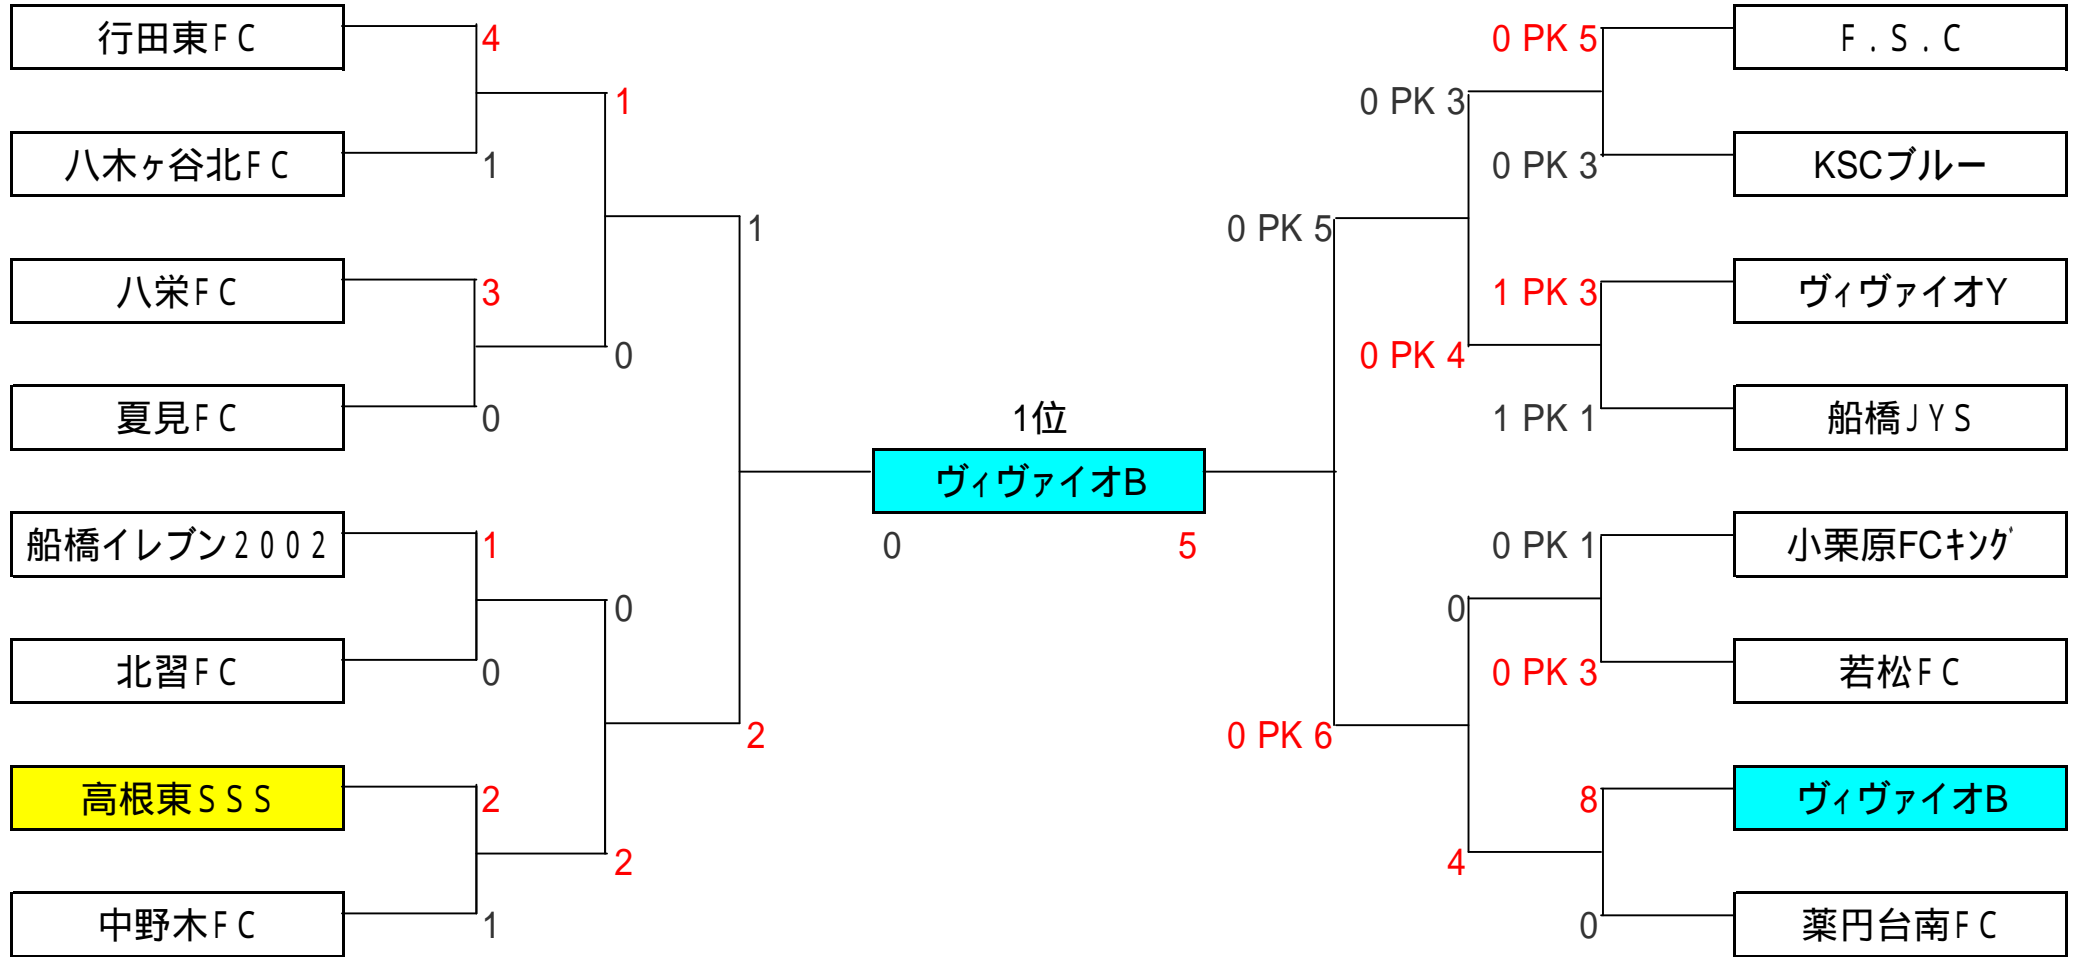 行田東ＦＣ
4
0 PK 5
Ｆ．Ｓ．Ｃ
1
0 PK 3
八木ヶ谷北ＦＣ
1
0 PK 3
KSCブルー
1
0 PK 5
八栄ＦＣ
3
1 PK 3
ヴィヴァイオY
0
0 PK 4
夏見ＦＣ
0
1位
1 PK 1
船橋ＪＹＳ
ヴィヴァイオB
船橋イレブン２００２
1
0
5
0 PK 1
小栗原FCｷﾝｸﾞ
0
0
北習ＦＣ
0
0 PK 3
若松ＦＣ
2
0 PK 6
高根東ＳＳＳ
2
8
ヴィヴァイオB
2
4
中野木ＦＣ
1
0
薬円台南ＦＣ